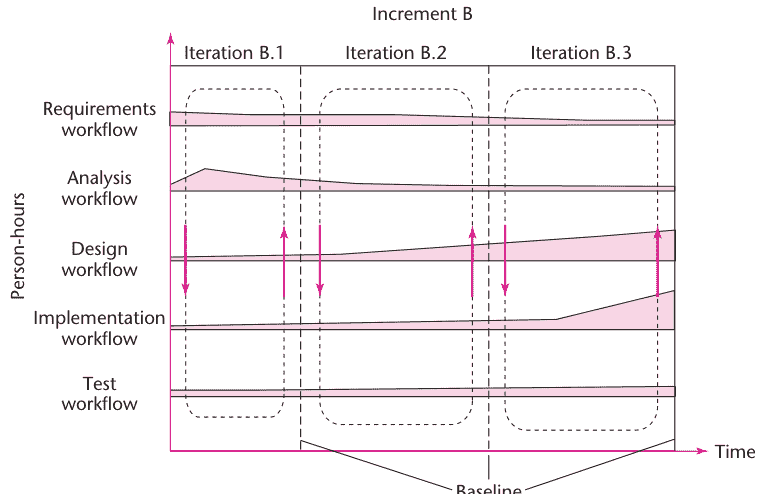 Increment B
Iteration B.1
Iteration B.2
Iteration B.3
Person-hours
Requirements
workflow
Analysis
workflow
Design
workflow
Implementation
workflow
Test
workflow
Time
Baseline